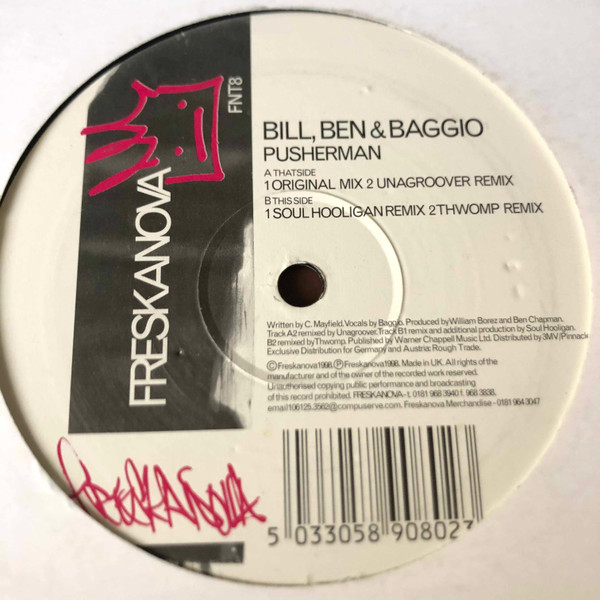 FRESKANOVA
FNT8
BILL, BEN & BAGGIO
PUSHERMAN
A THATSIDE
1 ORIGINAL MIX 2 UNAGROOVER REMIX
B THIS SIDE
1 SOUL HOOLIGAN REMIX 2 THWOMP REMIX
Written by C. Mayfield. Vocals by Baggio. Produced by William Borez and Ben Chapman.
Track A2 remixed by Unagroover. Track B1 remix and additional production by Soul Hooligan.
B2 remixed by Thwomp. Published by Warner Chappell Music Ltd. Distributed by 3MV/Pinnack
Exclusive Distribution for Germany and Austria: Rough Trade.
©Freskanova1998. ℗Freskanova1998. Made in UK. All rights of the
manufacturer and of the owner of the recorded work reserved.
Unauthorised copying public performance and broadcasting
of this record prohibited. FRESKANOVA - t. 0181 968 3940 f. 968 3838.
email 106125.3562@compuserve.com. Freskanova Merchandise - 0181 964 3047
FRESKANOVA
5 033058 908027